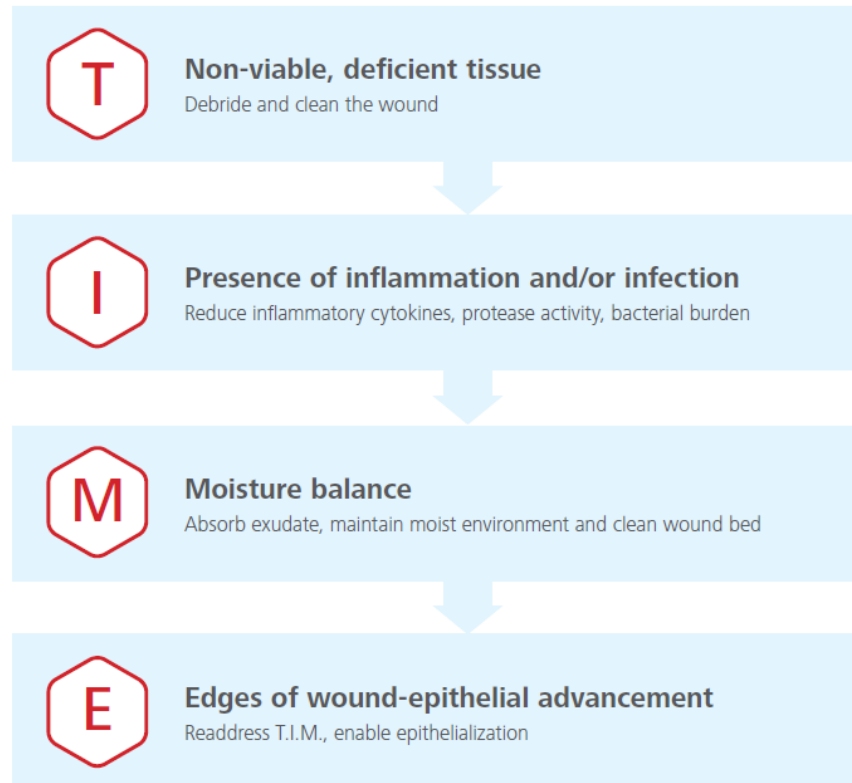 T
Non-viable, deficient tissue
Debride and clean the wound
I
Presence of inflammation and/or infection
Reduce inflammatory cytokines, protease activity, bacterial burden
M
Moisture balance
Absorb exudate, maintain moist environment and clean wound bed
E
Edges of wound-epithelial advancement
Readdress T.I.M., enable epithelialization